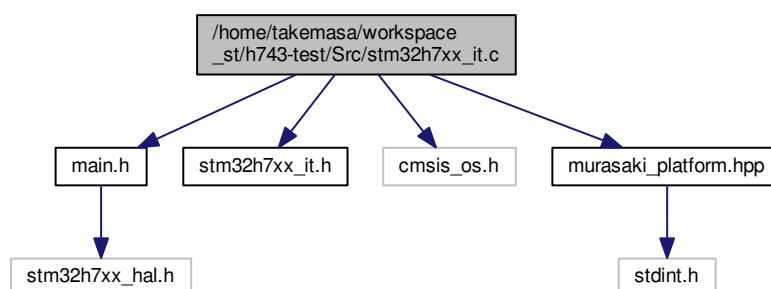 /home/takemasa/workspace
_st/h743-test/Src/stm32h7xx_it.c
main.h
stm32h7xx_it.h
cmsis_os.h
murasaki_platform.hpp
stm32h7xx_hal.h
stdint.h